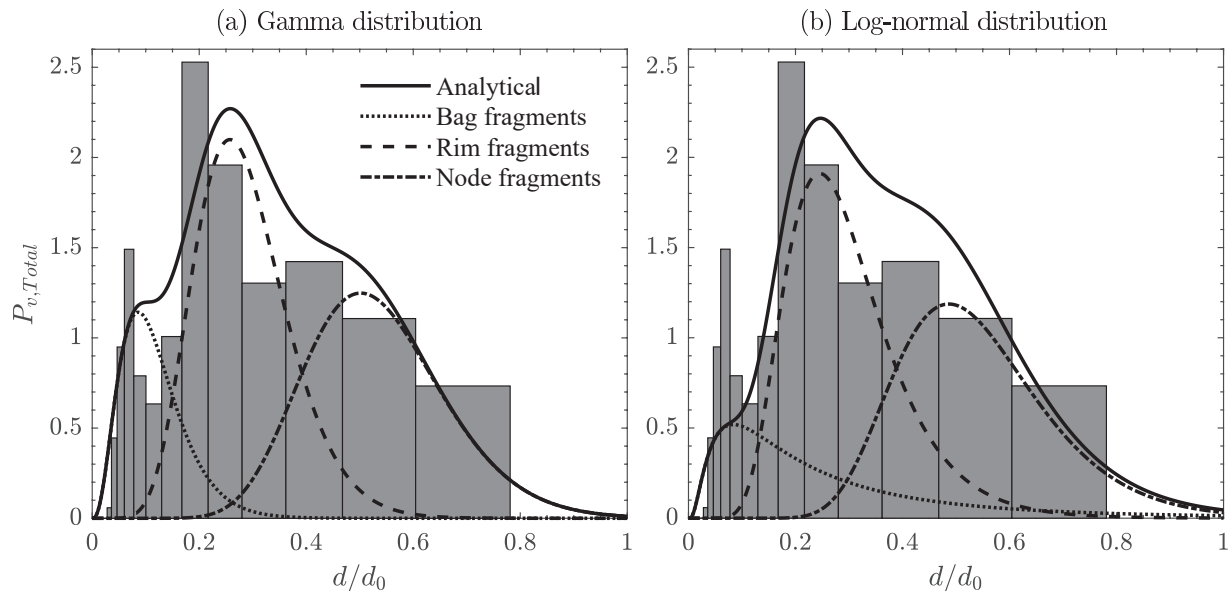 (a) Gamma distribution
(b) Log-normal distribution
2.5
2
1.5
1
0.5
0
P_{v,Total}
Analytical
Bag fragments
Rim fragments
Node fragments
0 0.2 0.4 0.6 0.8 1
d/d_0
2.5
2
1.5
1
0.5
0
0 0.2 0.4 0.6 0.8 1
d/d_0